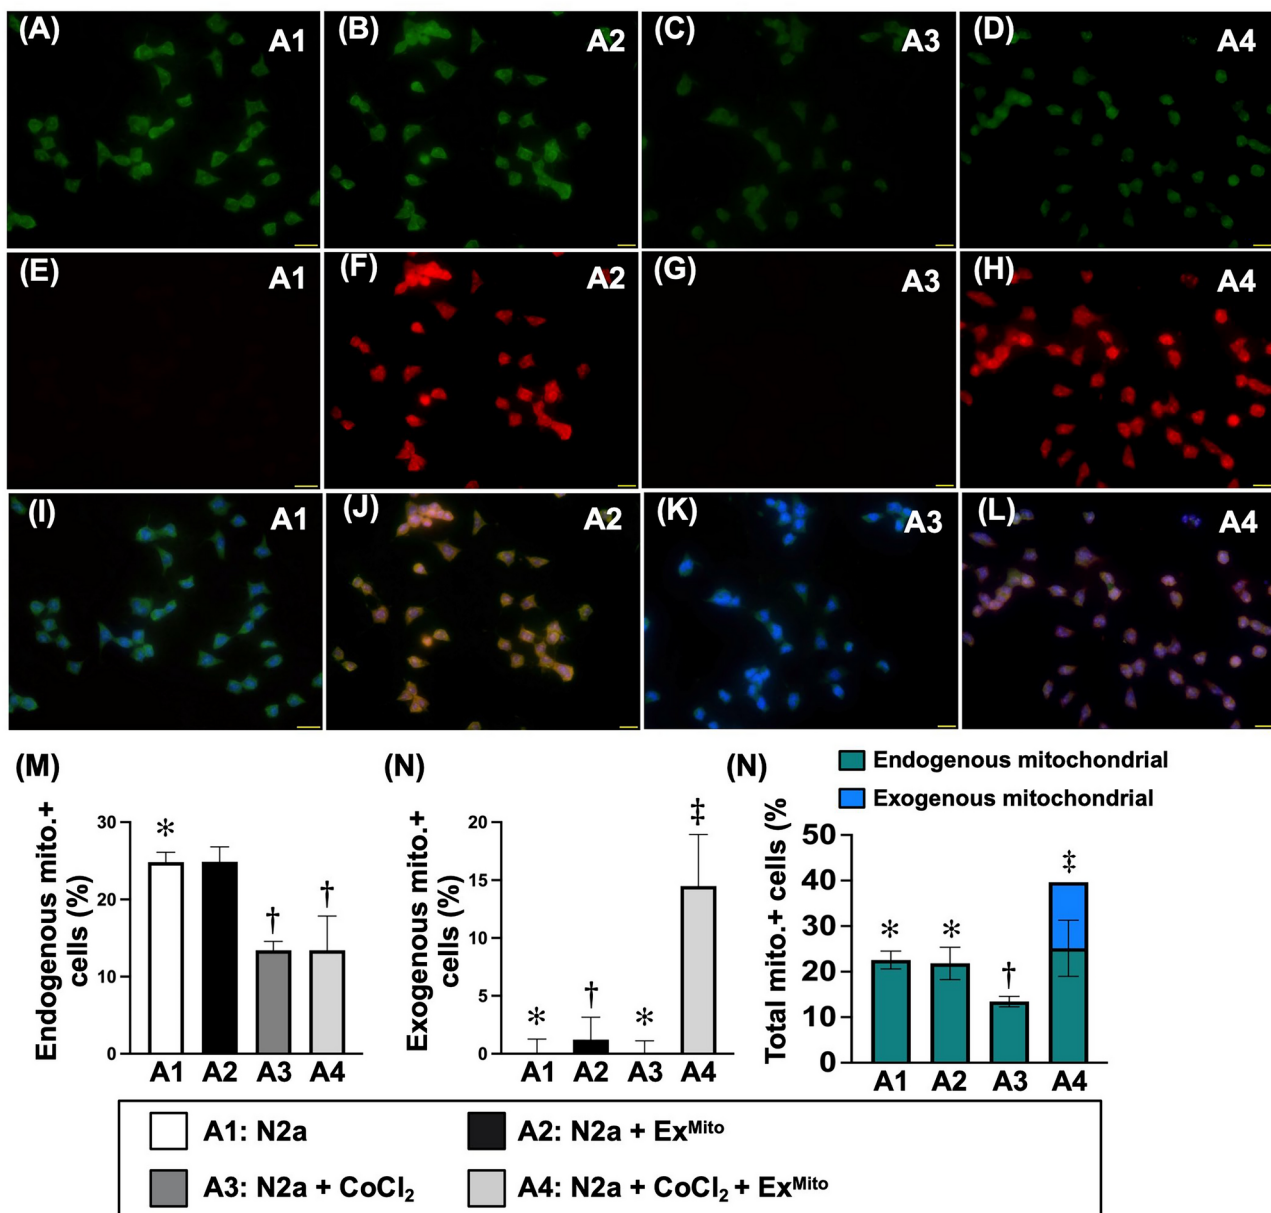 (A) A1 (B) A2 (C) A3 (D) A4
(E) A1 (F) A2 (G) A3 (H) A4
(I) A1 (J) A2 (K) A3 (L) A4
(M)
Endogenous mito.+
cells (%)
30
20
10
0
* † †
A1 A2 A3 A4
(N)
Exogenous mito.+
cells (%)
20
15
10
5
0
* † * ‡
A1 A2 A3 A4
(N)
Endogenous mitochondrial
Exogenous mitochondrial
Total mito.+ cells (%
50
40
30
20
10
0
* * † ‡
A1 A2 A3 A4
A1: N2a A2: N2a + Ex^Mito
A3: N2a + CoCl₂ A4: N2a + CoCl₂ + Ex^Mito